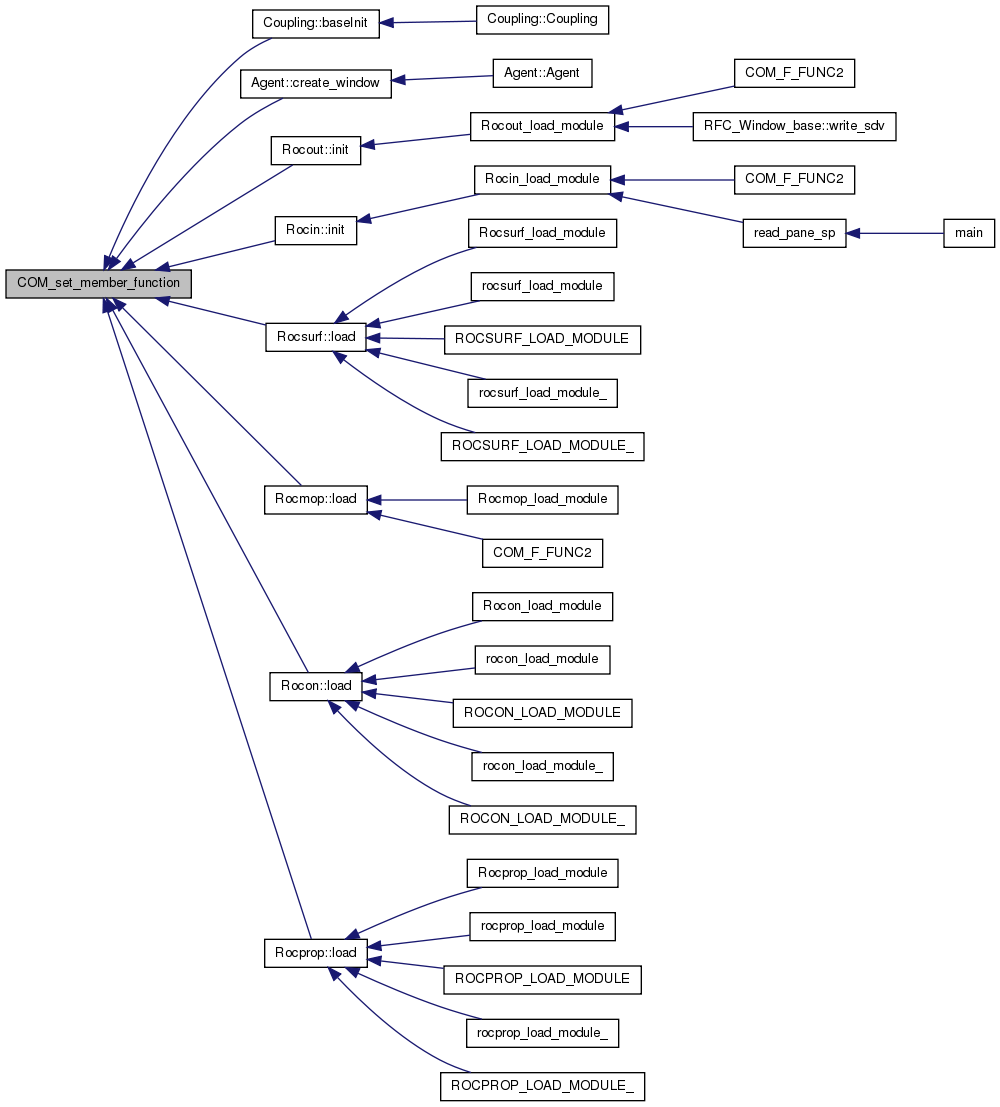 Coupling::baseInit
Coupling::Coupling
Agent::create_window
Agent::Agent
COM_F_FUNC2
Rocout::init
Rocout_load_module
RFC_Window_base::write_sdv
Rocin_load_module
COM_F_FUNC2
Rocin::init
read_pane_sp
main
Rocsurf_load_module
COM_set_member_function
rocsurf_load_module
Rocsurf::load
ROCSURF_LOAD_MODULE
rocsurf_load_module_
ROCSURF_LOAD_MODULE_
Rocmop::load
Rocmop_load_module
COM_F_FUNC2
Rocon_load_module
rocon_load_module
Rocon::load
ROCON_LOAD_MODULE
rocon_load_module_
ROCON_LOAD_MODULE_
Rocprop_load_module
rocprop_load_module
Rocprop::load
ROCPROP_LOAD_MODULE
rocprop_load_module_
ROCPROP_LOAD_MODULE_